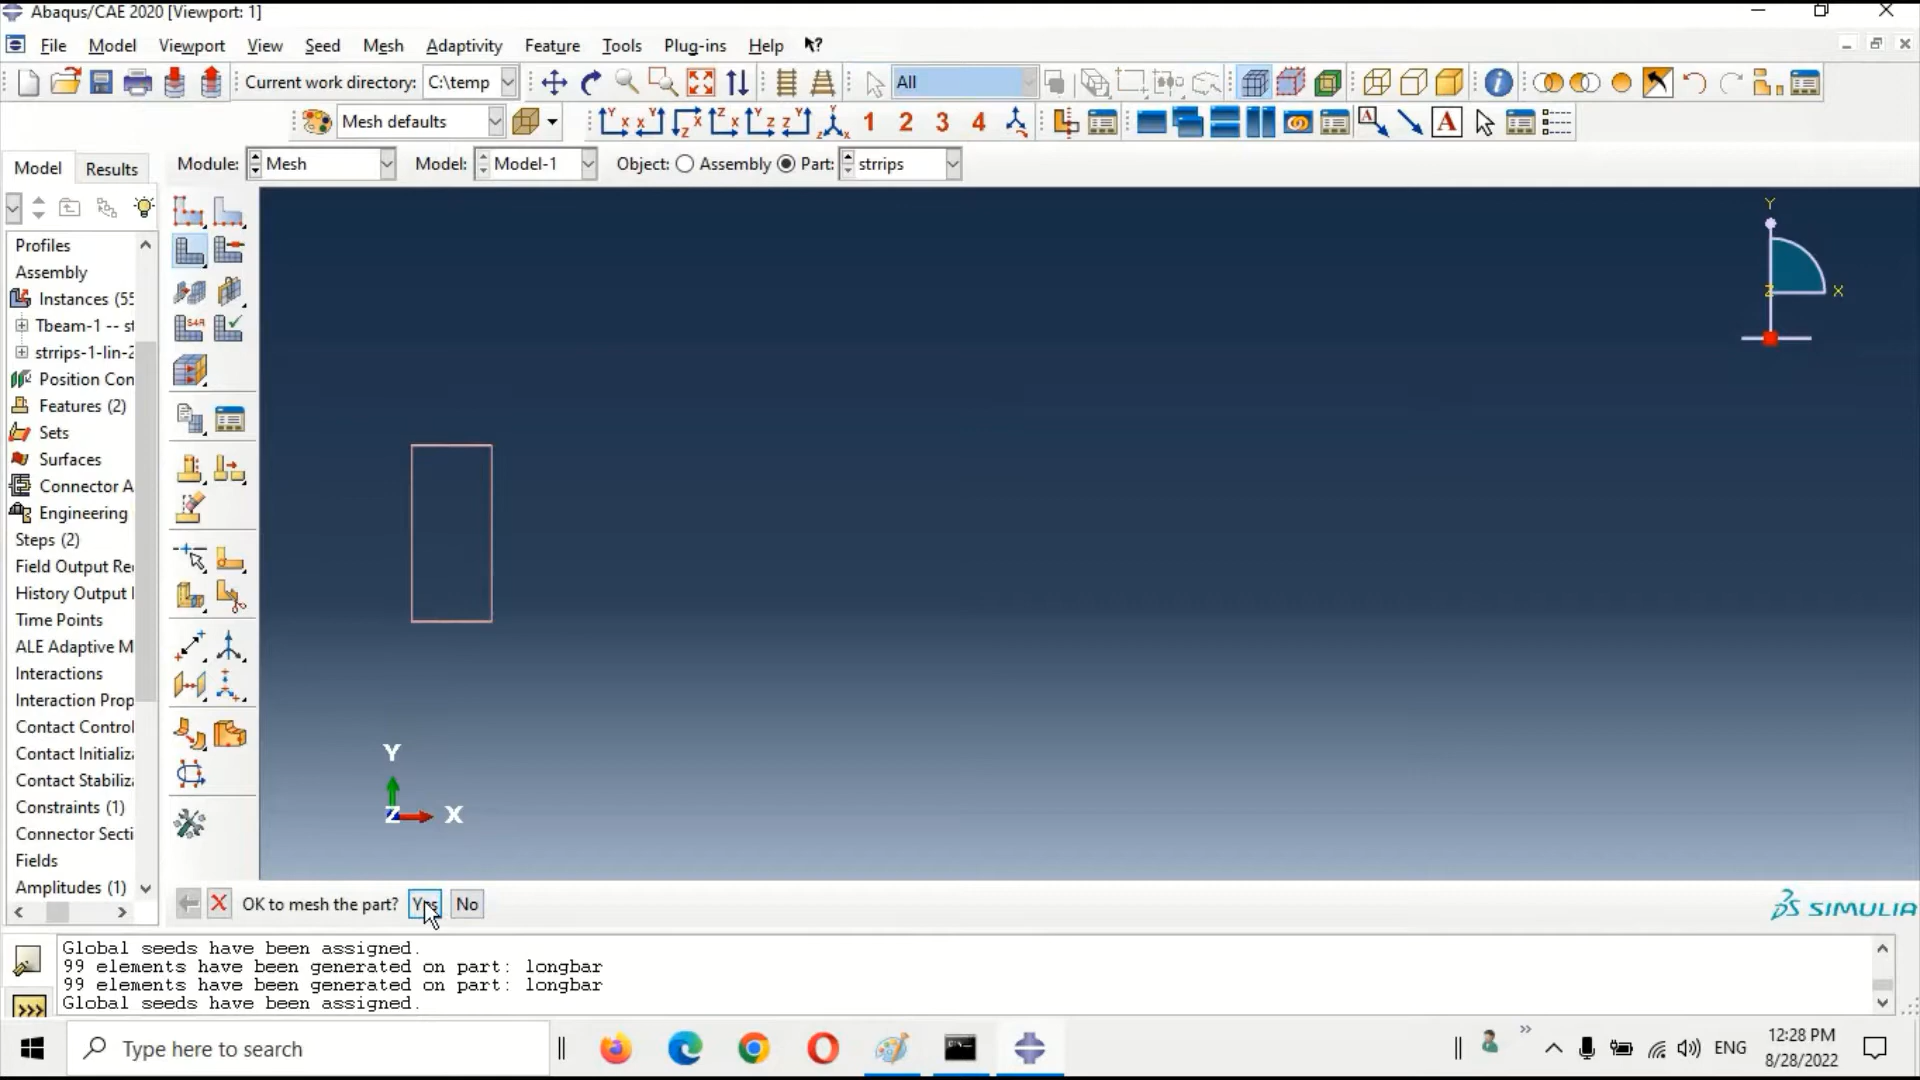 Abaqus/CAE 2020 [Viewport: 1]
File Model Viewport View Seed Mesh Adaptivity Feature Tools Plug-ins Help
Current work directory: C:\temp All
Mesh defaults 1 2 3 4
Model Results Module: Mesh Model: Model-1 Object: Assembly Part: strrips
Profiles
Assembly
Instances (55
Tbeam-1 -- st
strrips-1-lin-2
Position Con
Features (2)
Sets
Surfaces
Connector A
Engineering
Steps (2)
Field Output Re
History Output
Time Points
ALE Adaptive M
Interactions
Interaction Prop
Contact Control
Contact Initializa
Contact Stabiliza
Constraints (1)
Connector Secti
Fields
Amplitudes (1)
Y
Z X
Y
Z X
OK to mesh the part? Yes No
SIMULIA
Global seeds have been assigned.
99 elements have been generated on part: longbar
99 elements have been generated on part: longbar
Global seeds have been assigned.
Type here to search
ENG
12:28 PM
8/28/2022